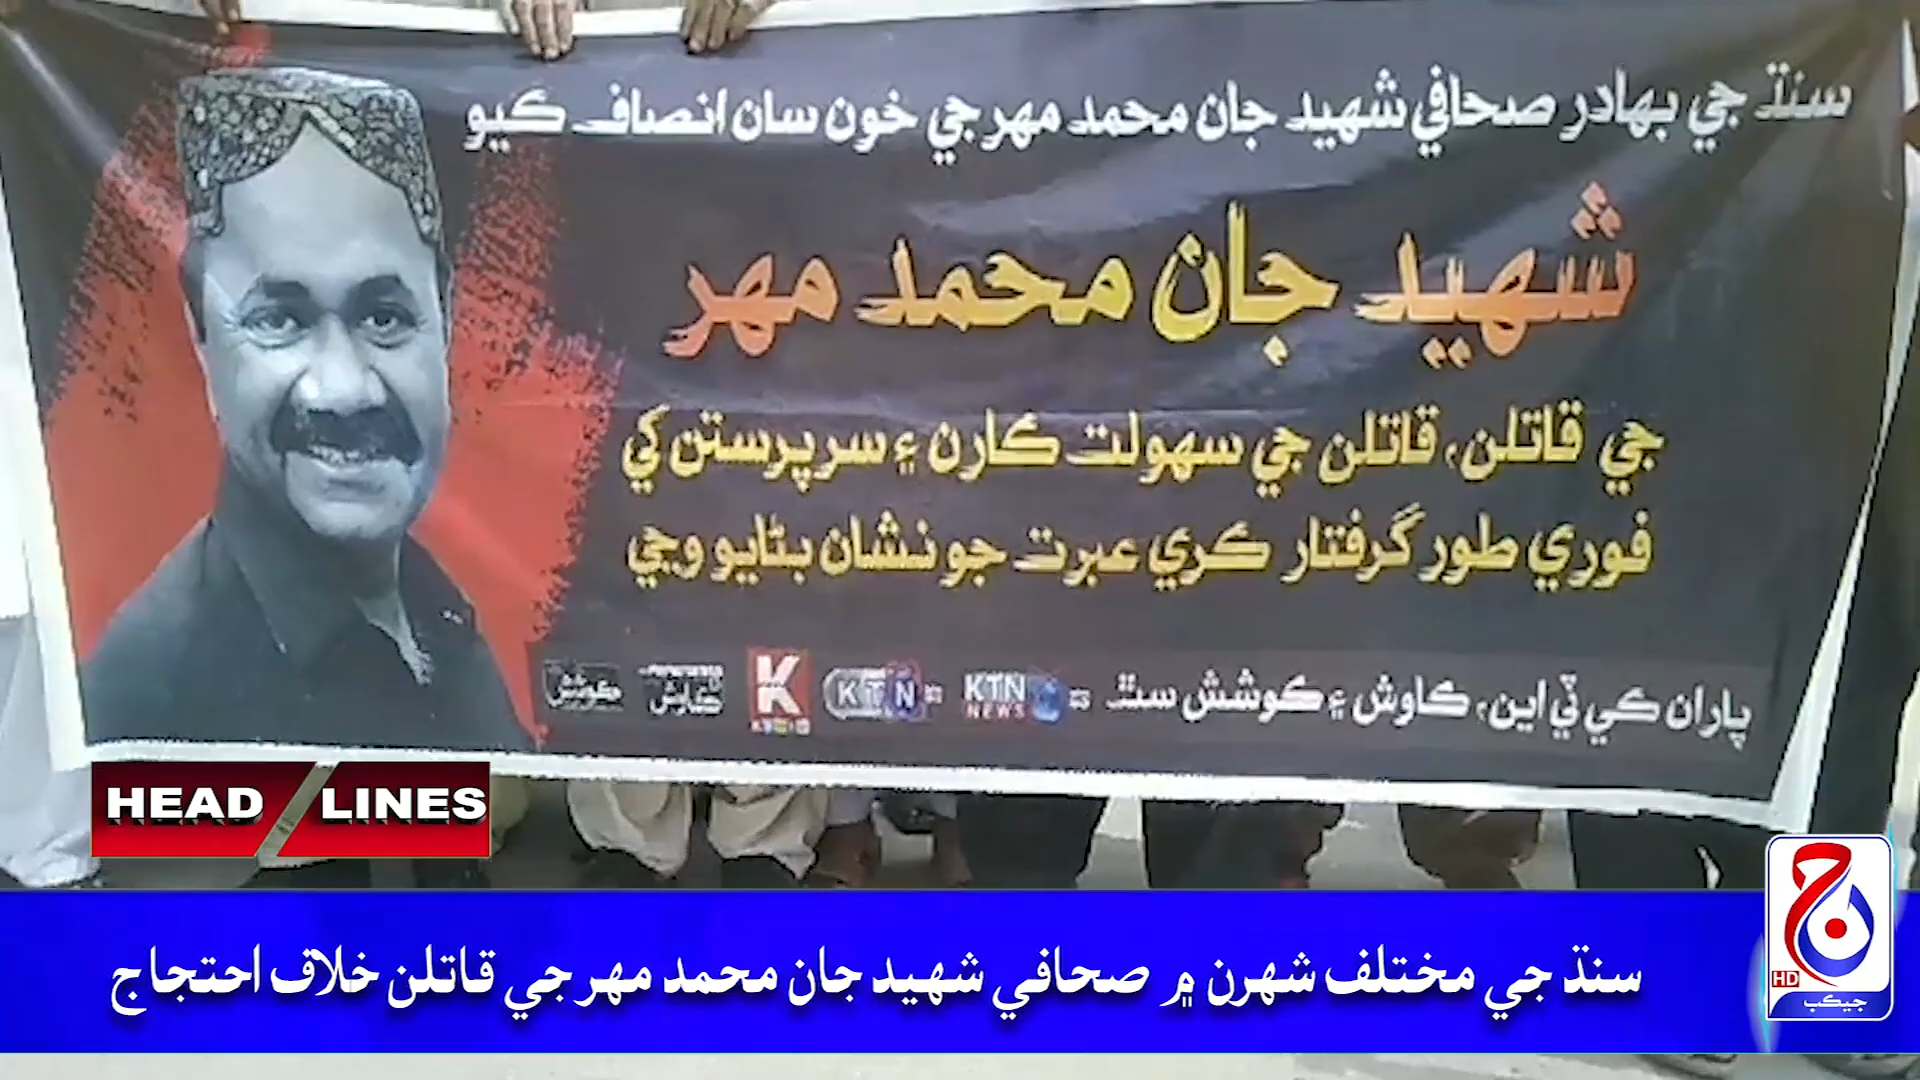 سنڌ جي بهادر صحافي شهيد جان محمد مهر جي خون سان انصاف ڪيو
شهيد جان محمد مهر
جي قاتلن، قاتلن جي سهولت ڪارن ۽ سرپرستن کي
فوري طور گرفتار ڪري عبرت جو نشان بڻايو وڃي
پاران ڪي ٽي اين، ڪاوش ۽ ڪوشش سنڌ
KTN
NEWS
KTN
K
ڪاوش
ڪوشش
HEAD LINES
سنڌ جي مختلف شهرن ۾ صحافي شهيد جان محمد مهر جي قاتلن خلاف احتجاج
HD
جيڪب